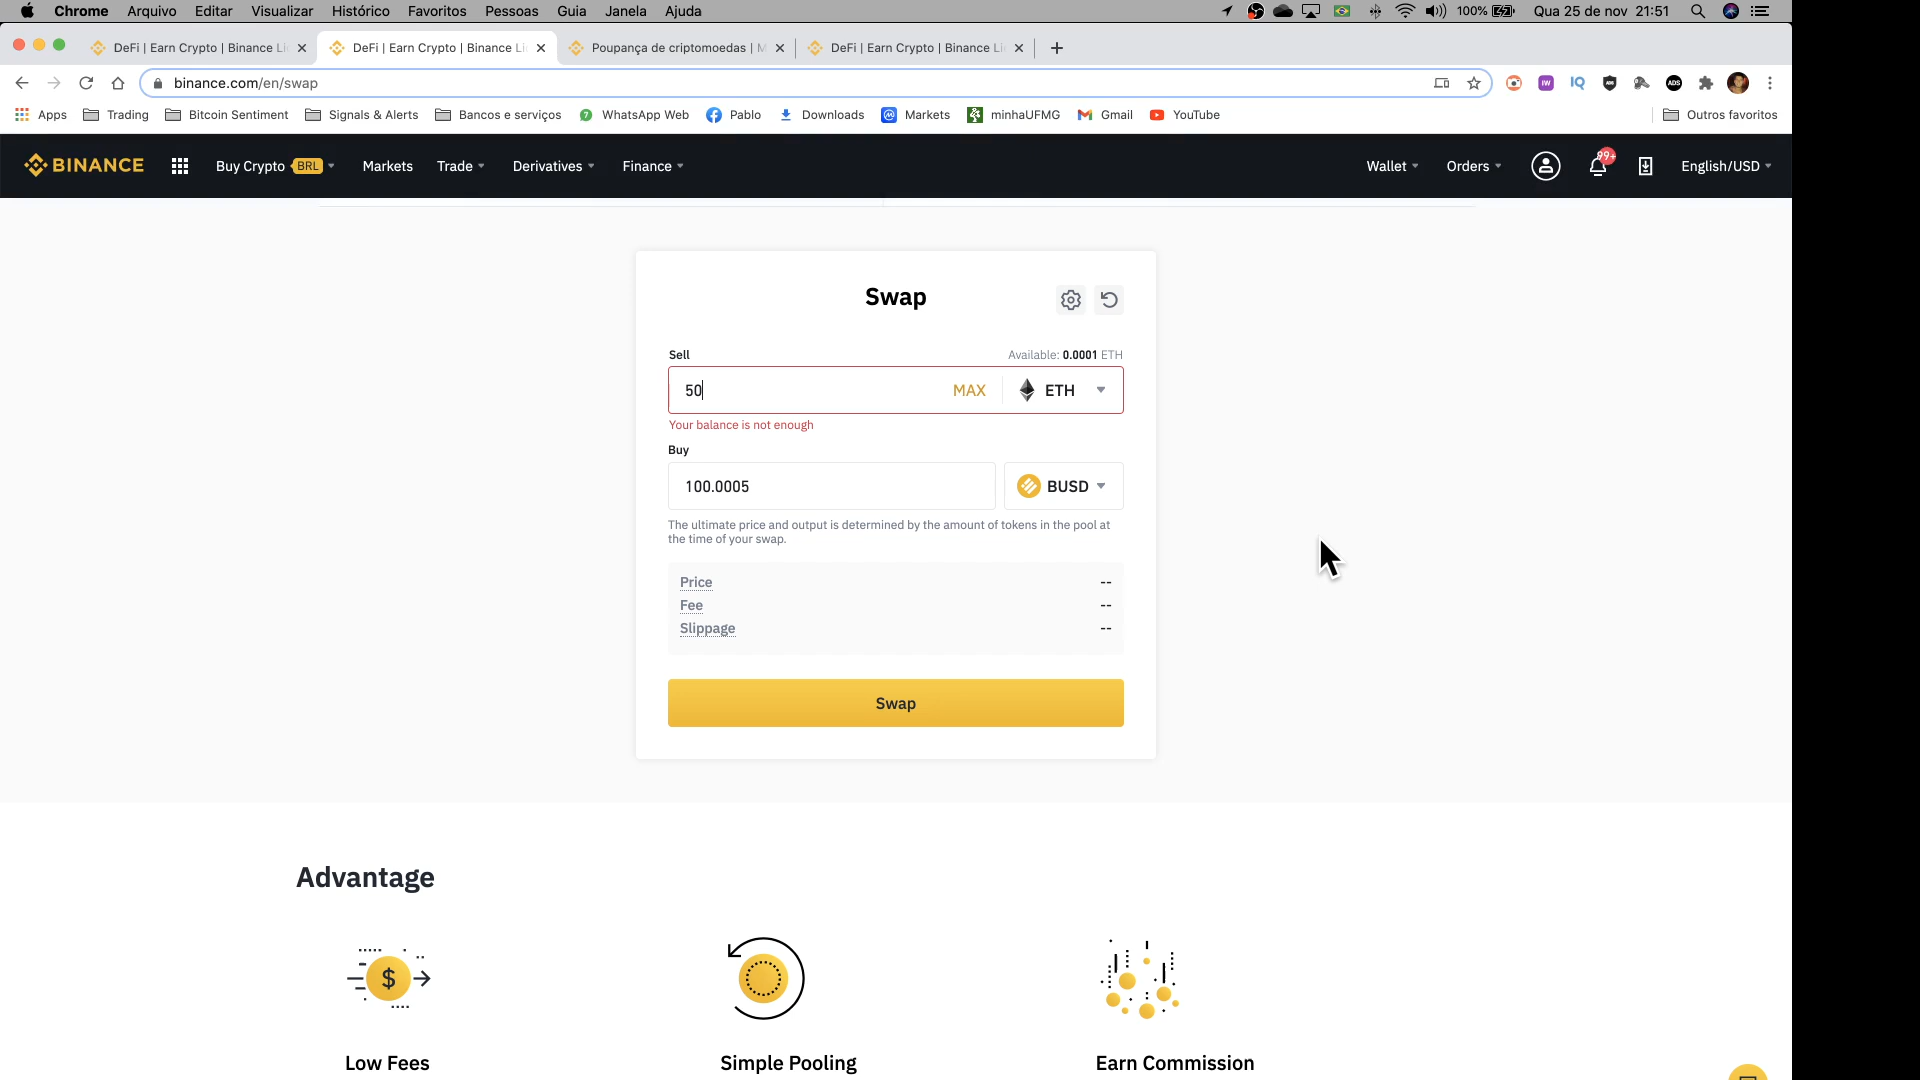 Chrome Arquivo Editar Visualizar Histórico Favoritos Pessoas Guia Janela Ajuda 100% Qua 25 de nov 21:51
DeFi | Earn Crypto | Binance Li DeFi | Earn Crypto | Binance Li Poupança de criptomoedas | M DeFi | Earn Crypto | Binance Li
binance.com/en/swap
Apps Trading Bitcoin Sentiment Signals & Alerts Bancos e serviços WhatsApp Web Pablo Downloads Markets minhaUFMG Gmail YouTube Outros favoritos
BINANCE Buy Crypto BRL Markets Trade Derivatives Finance Wallet Orders 99+ English/USD
Swap
Sell Available: 0.0001 ETH
50 MAX ETH
Your balance is not enough
Buy
100.0005 BUSD
The ultimate price and output is determined by the amount of tokens in the pool at
the time of your swap.
Price --
Fee --
Slippage --
Swap
Advantage
$
Low Fees Simple Pooling Earn Commission